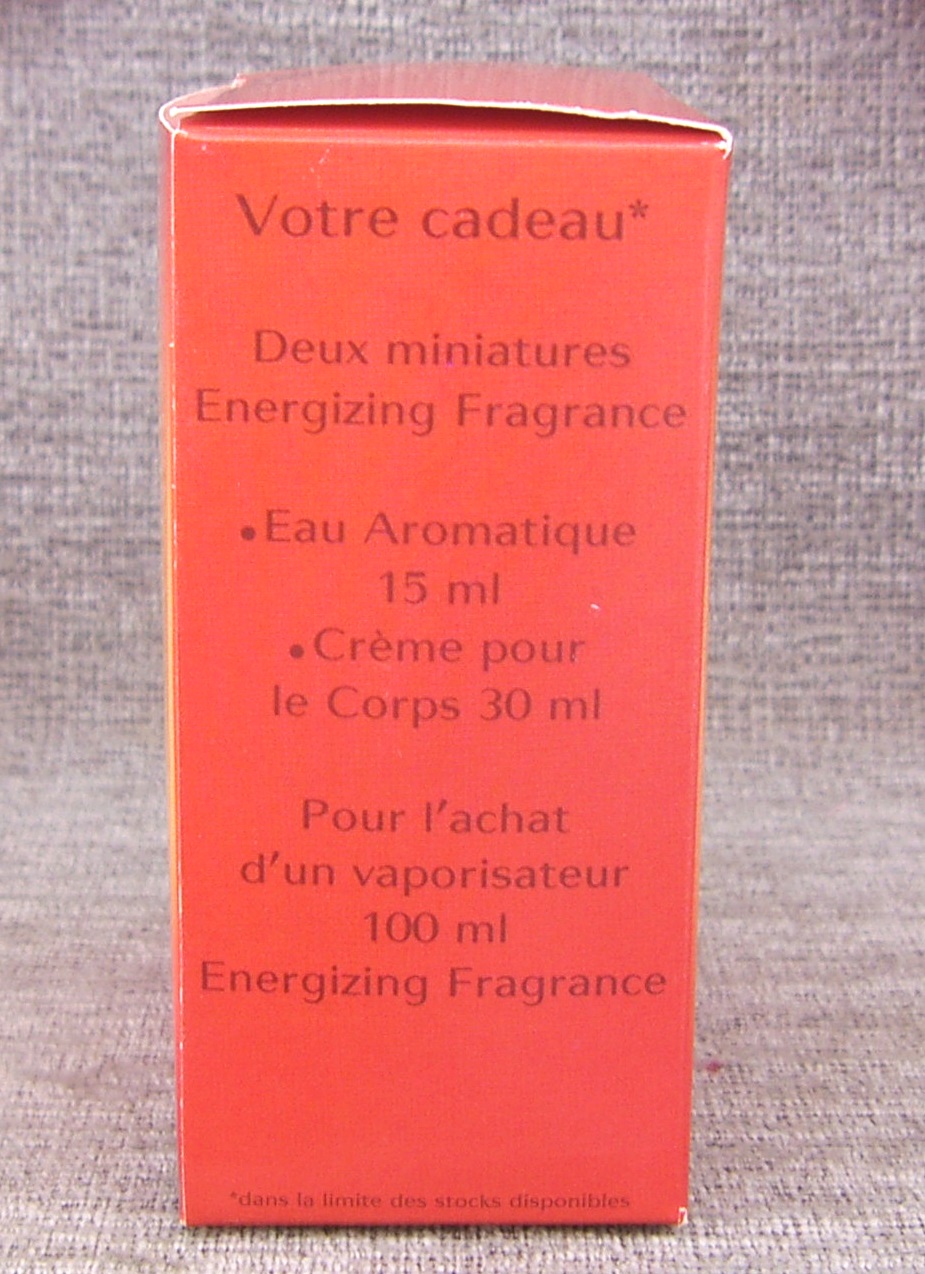 Votre cadeau*
Deux miniatures
Energizing Fragrance
•Eau Aromatique
15 ml
•Crème pour
le Corps 30 ml
Pour l'achat
d'un vaporisateur
100 ml
Energizing Fragrance
*dans la limite des stocks disponibles